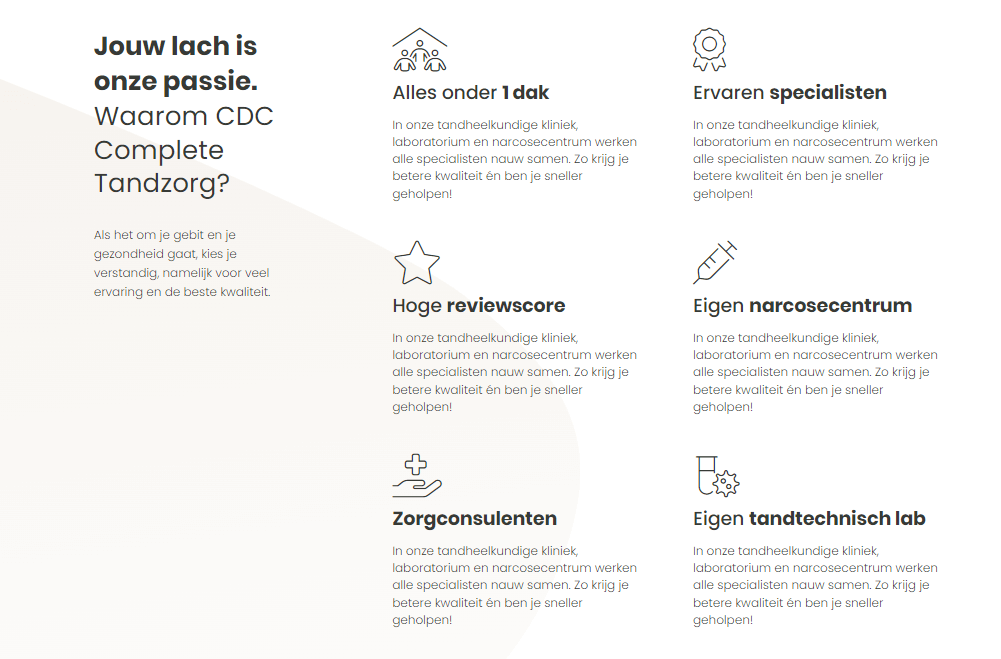 Jouw lach is
onze passie.
Waarom CDC
Complete
Tandzorg?
Als het om je gebit en je
gezondheid gaat, kies je
verstandig, namelijk voor veel
ervaring en de beste kwaliteit.
Alles onder 1 dak
In onze tandheelkundige kliniek,
laboratorium en narcosecentrum werken
alle specialisten nauw samen. Zo krijg je
betere kwaliteit én ben je sneller
geholpen!
Ervaren specialisten
In onze tandheelkundige kliniek,
laboratorium en narcosecentrum werken
alle specialisten nauw samen. Zo krijg je
betere kwaliteit én ben je sneller
geholpen!
Hoge reviewscore
In onze tandheelkundige kliniek,
laboratorium en narcosecentrum werken
alle specialisten nauw samen. Zo krijg je
betere kwaliteit én ben je sneller
geholpen!
Eigen narcosecentrum
In onze tandheelkundige kliniek,
laboratorium en narcosecentrum werken
alle specialisten nauw samen. Zo krijg je
betere kwaliteit én ben je sneller
geholpen!
Zorgconsulenten
In onze tandheelkundige kliniek,
laboratorium en narcosecentrum werken
alle specialisten nauw samen. Zo krijg je
betere kwaliteit én ben je sneller
geholpen!
Eigen tandtechnisch lab
In onze tandheelkundige kliniek,
laboratorium en narcosecentrum werken
alle specialisten nauw samen. Zo krijg je
betere kwaliteit én ben je sneller
geholpen!